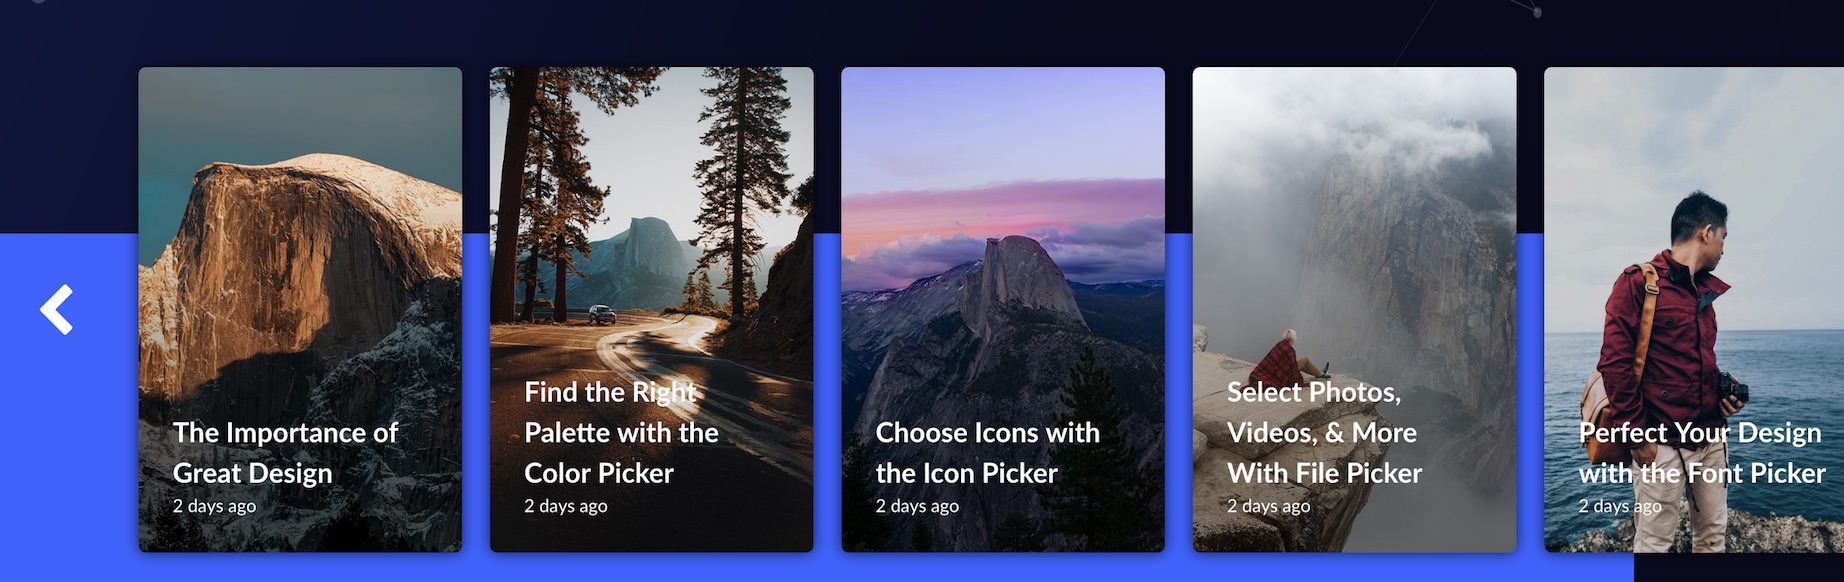 The Importance of
Great Design
2 days ago
Find the Right
Palette with the
Color Picker
2 days ago
Choose Icons with
the Icon Picker
2 days ago
Select Photos,
Videos, & More
With File Picker
2 days ago
Perfect Your Design
with the Font Picker
2 days ago